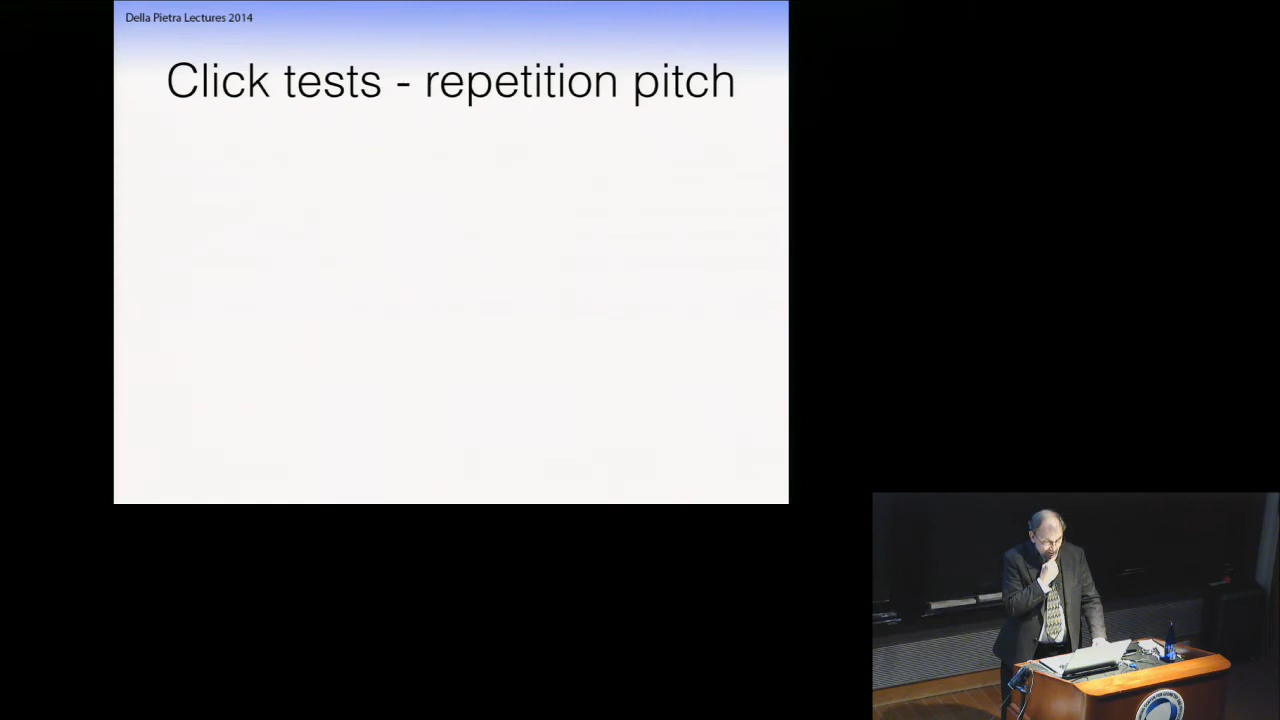 Della Pietra Lectures 2014
Click tests - repetition pitch